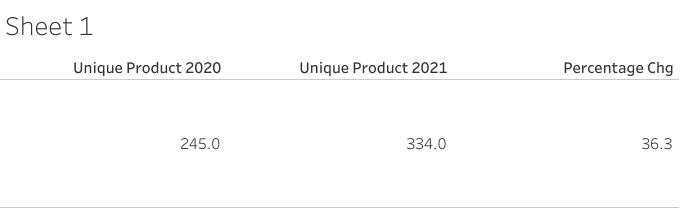 Sheet 1
Unique Product 2020 Unique Product 2021 Percentage Chg
245.0 334.0 36.3